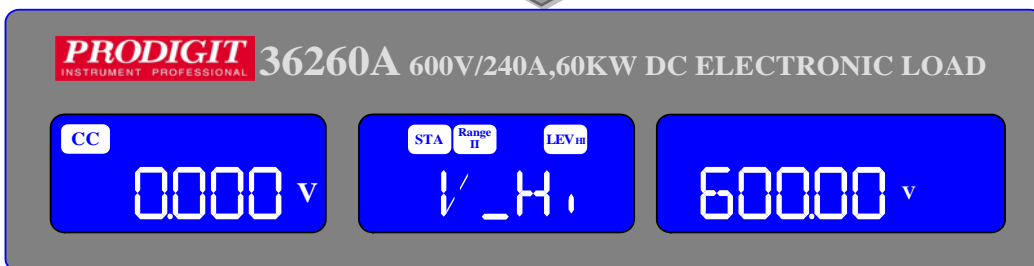 PRODIGIT
INSTRUMENT PROFESSIONAL
36260A 600V/240A,60KW DC ELECTRONIC LOAD
CC
0.000 V
STA Range II LEV HI
V_Hi
600.00 V